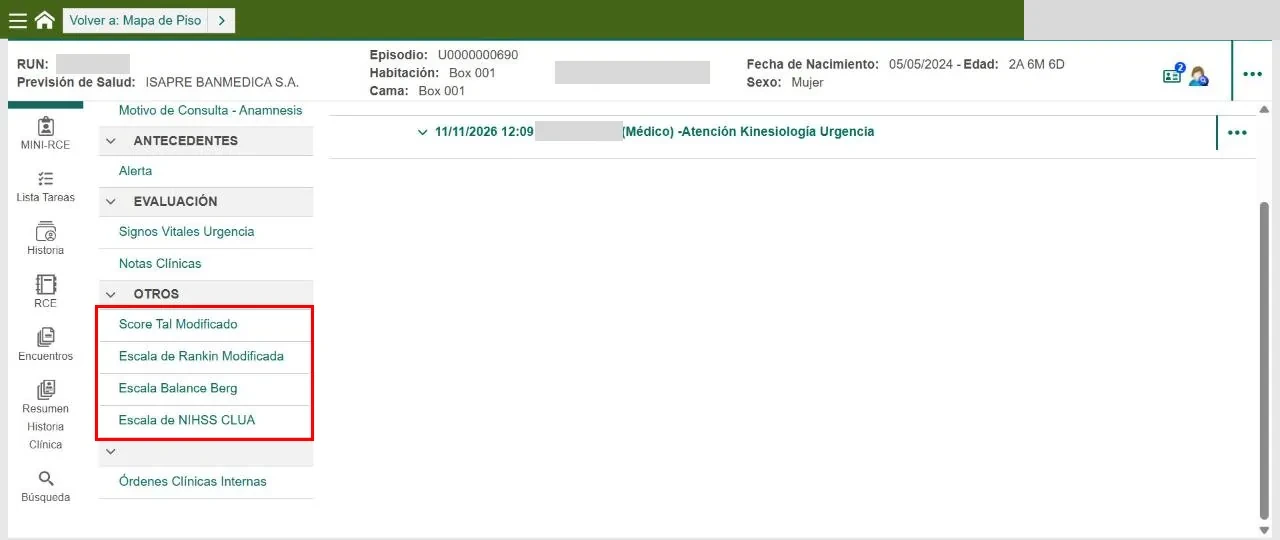 Volver a: Mapa de Piso
RUN:
Previsión de Salud: ISAPRE BANMEDICA S.A.
Episodio: U0000000690
Habitación: Box 001
Cama: Box 001
Fecha de Nacimiento: 05/05/2024 - Edad: 2A 6M 6D
Sexo: Mujer
2
MINI-RCE
Lista Tareas
Historia
RCE
Encuentros
Resumen
Historia
Clínica
Búsqueda
Motivo de Consulta - Anamnesis
ANTECEDENTES
Alerta
EVALUACIÓN
Signos Vitales Urgencia
Notas Clínicas
OTROS
Score Tal Modificado
Escala de Rankin Modificada
Escala Balance Berg
Escala de NIHSS CLUA
Órdenes Clínicas Internas
11/11/2026 12:09 (Médico) -Atención Kinesiología Urgencia